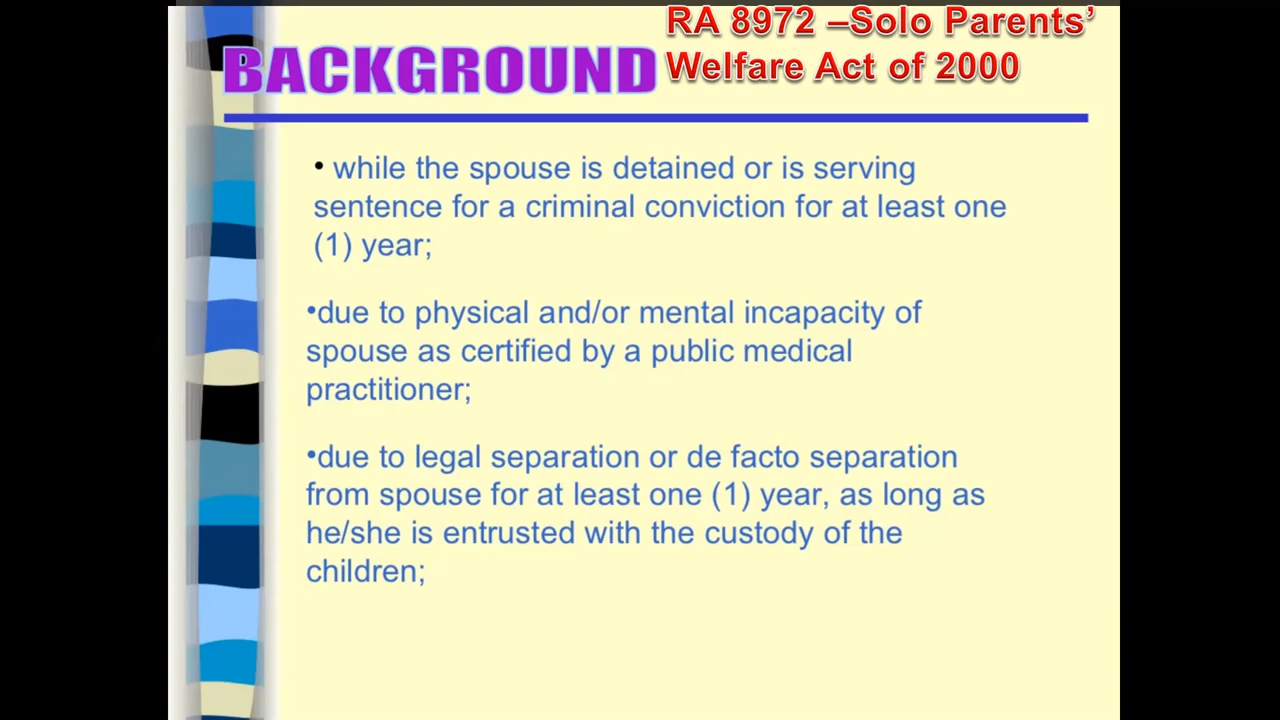 BACKGROUND
RA 8972 –Solo Parents’
Welfare Act of 2000
• while the spouse is detained or is serving
sentence for a criminal conviction for at least one
(1) year;
•due to physical and/or mental incapacity of
spouse as certified by a public medical
practitioner;
•due to legal separation or de facto separation
from spouse for at least one (1) year, as long as
he/she is entrusted with the custody of the
children;